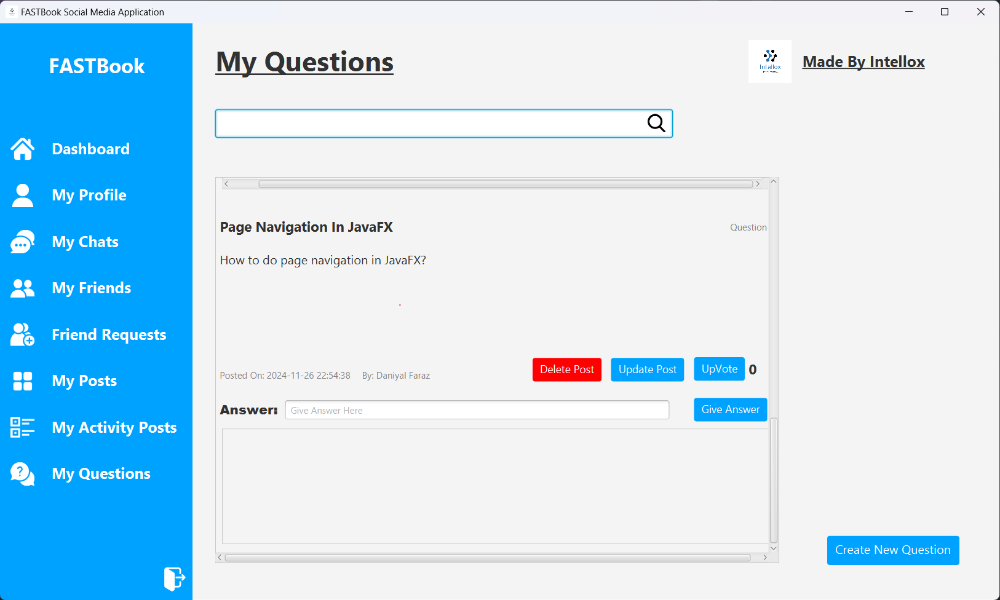 FASTBook Social Media Application
FASTBook
Dashboard
My Profile
My Chats
My Friends
Friend Requests
My Posts
My Activity Posts
My Questions
My Questions
Intellox
Made By Intellox
Page Navigation In JavaFX
Question
How to do page navigation in JavaFX?
Posted On: 2024-11-26 22:54:38 By: Daniyal Faraz
Delete Post
Update Post
UpVote
0
Answer:
Give Answer Here
Give Answer
Create New Question